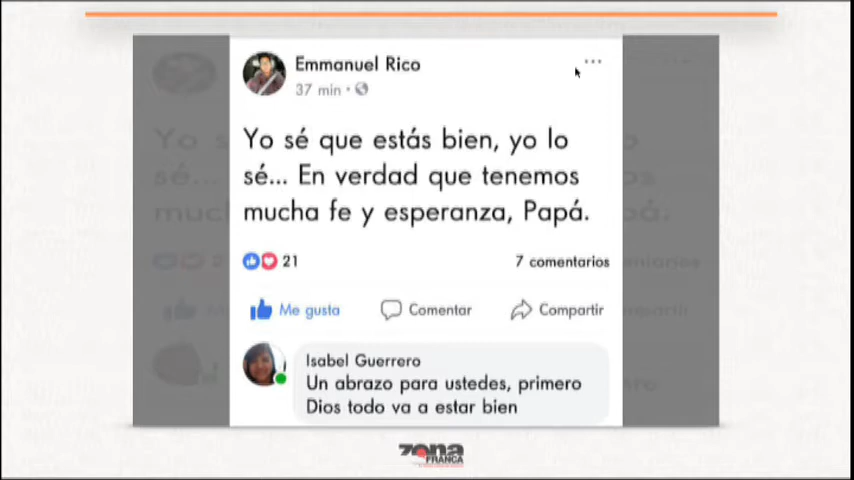 Emmanuel Rico
37 min ·
Yo sé que estás bien, yo lo
sé... En verdad que tenemos
mucha fe y esperanza, Papá.
21
7 comentarios
Me gusta
Comentar
Compartir
Isabel Guerrero
Un abrazo para ustedes, primero
Dios todo va a estar bien
ZONA
FRANCA